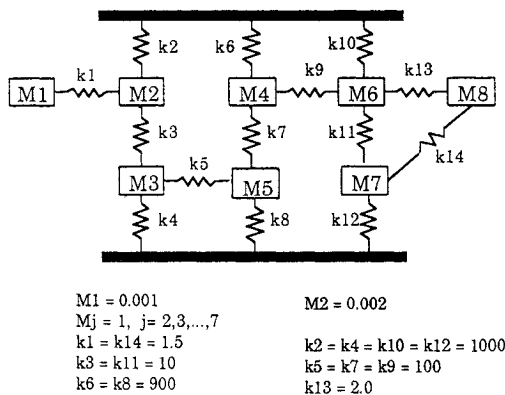 k2
k6
k10
k1
k9
k13
M1
M2
M4
M6
M8
k3
k7
k11
k5
k14
M3
M5
M7
k4
k8
k12
M1 = 0.001
M2 = 0.002
Mj = 1, j= 2,3,...,7
k1 = k14 = 1.5
k2 = k4 = k10 = k12 = 1000
k3 = k11 = 10
k5 = k7 = k9 = 100
k6 = k8 = 900
k13 = 2.0